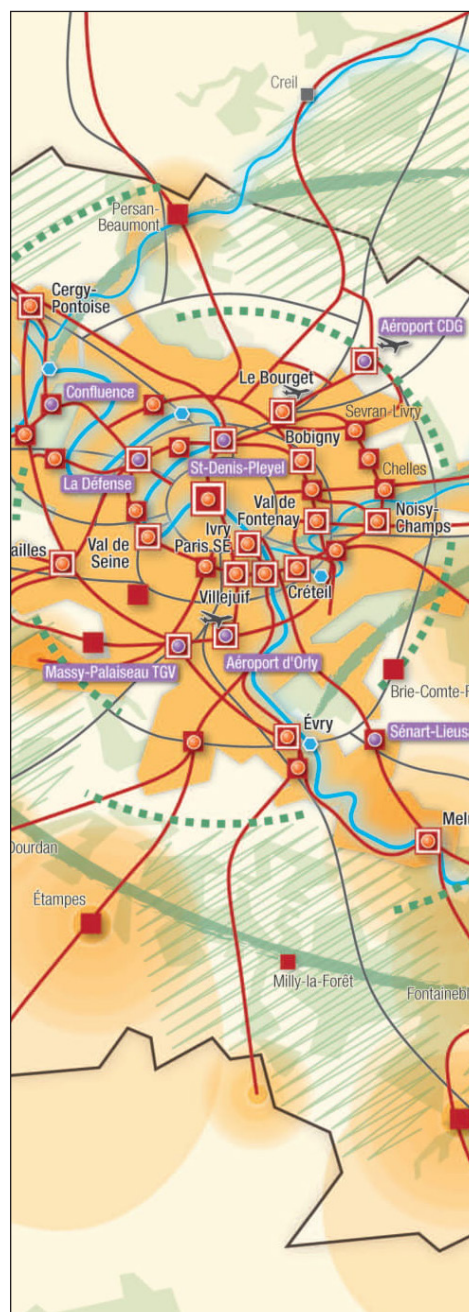 Creil
Persan-
Beaumont
Cergy-
Pontoise
Aéroport CDG
Le Bourget
Confluence
Sevran-Livry
Bobigny
St-Denis-Pleyel
Chelles
La Défense
Val de
Fontenay
Noisy-
Champs
Ivry
Paris SE
Val de
Seine
ailles
Villejuif
Créteil
Massy-Palaiseau TGV
Aéroport d'Orly
Brie-Comte-R
Évry
Sénart-Lieusa
Melu
Dourdan
Étampes
Milly-la-Forêt
Fontainebl